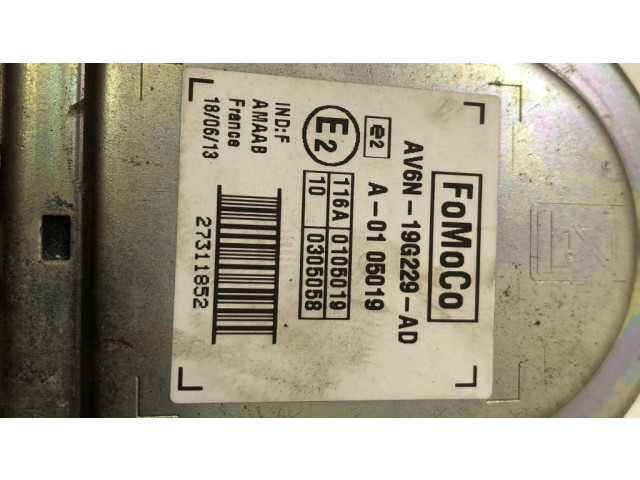 FoMoCo
AV6N-19G229-AD
A-01 05019
e2
E2
116A 0105019
10 0305058
IND:F
AMAAB
France
18/06/13
27311852